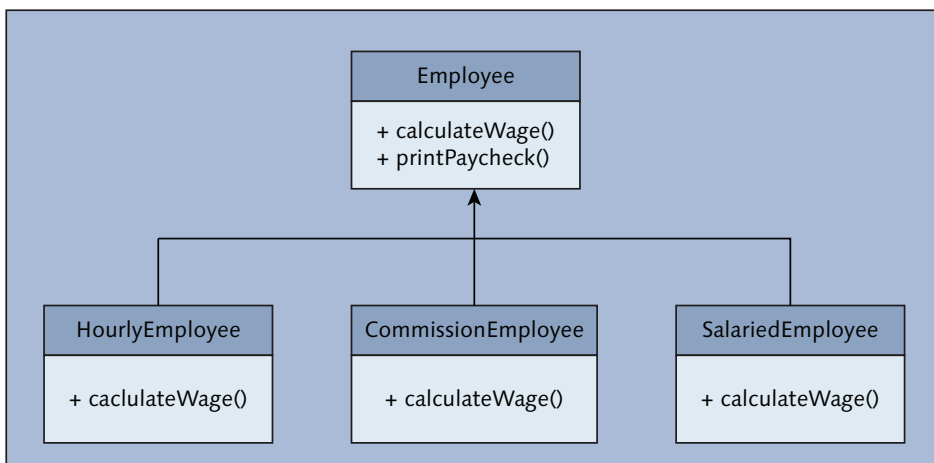 Employee
+ calculateWage()
+ printPaycheck()
HourlyEmployee
+ caclulateWage()
CommissionEmployee
+ calculateWage()
SalariedEmployee
+ calculateWage()